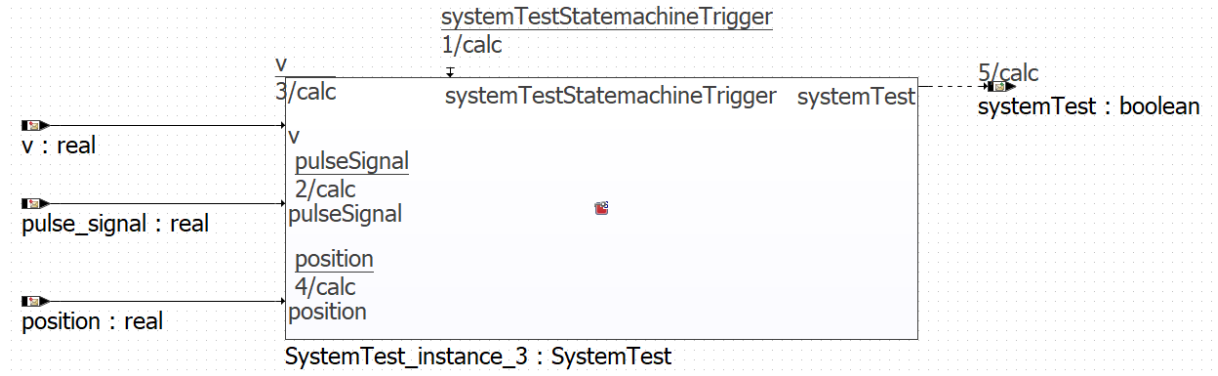 systemTestStatemachineTrigger
1/calc
v
3/calc
systemTestStatemachineTrigger
systemTest
5/calc
systemTest : boolean
v : real
v
pulseSignal
2/calc
pulseSignal
pulse_signal : real
position
4/calc
position
position : real
SystemTest_instance_3 : SystemTest